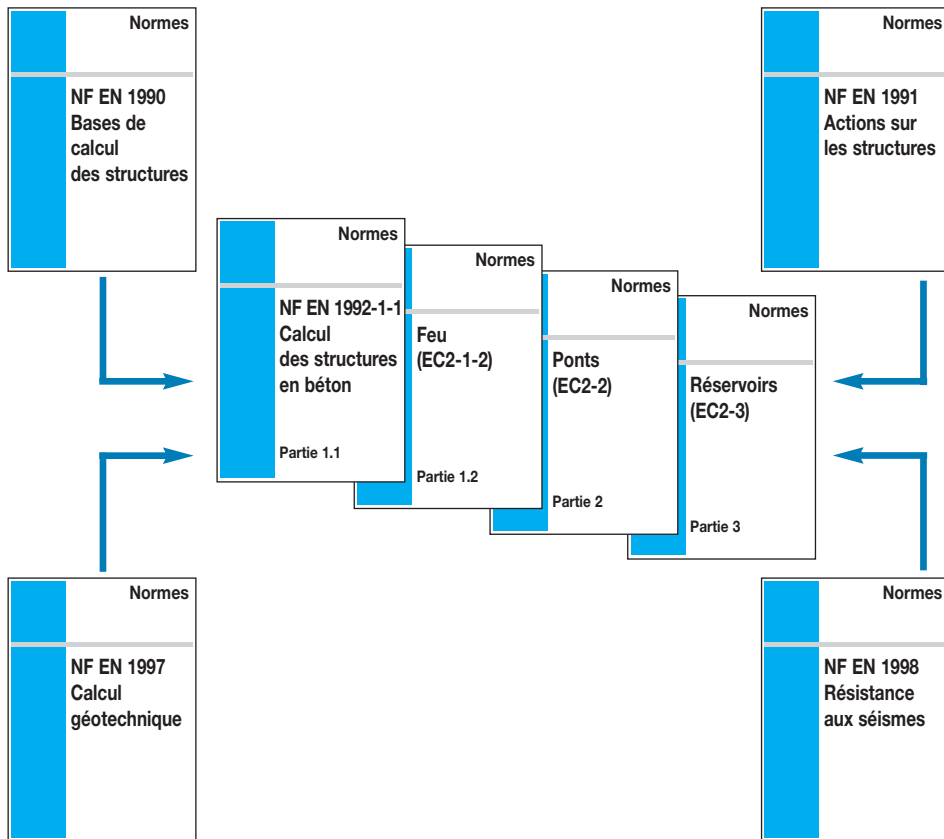 Normes
NF EN 1990
Bases de
calcul
des structures
Normes
NF EN 1991
Actions sur
les structures
Normes
NF EN 1992-1-1
Calcul
des structures
en béton
Partie 1.1
Normes
Feu
(EC2-1-2)
Partie 1.2
Normes
Ponts
(EC2-2)
Partie 2
Normes
Réservoirs
(EC2-3)
Partie 3
Normes
NF EN 1997
Calcul
géotechnique
Normes
NF EN 1998
Résistance
aux séismes